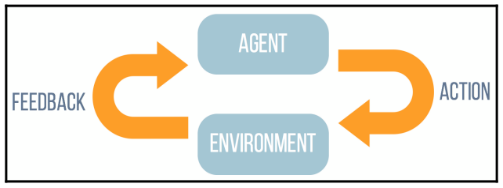 AGENT
FEEDBACK
ACTION
ENVIRONMENT